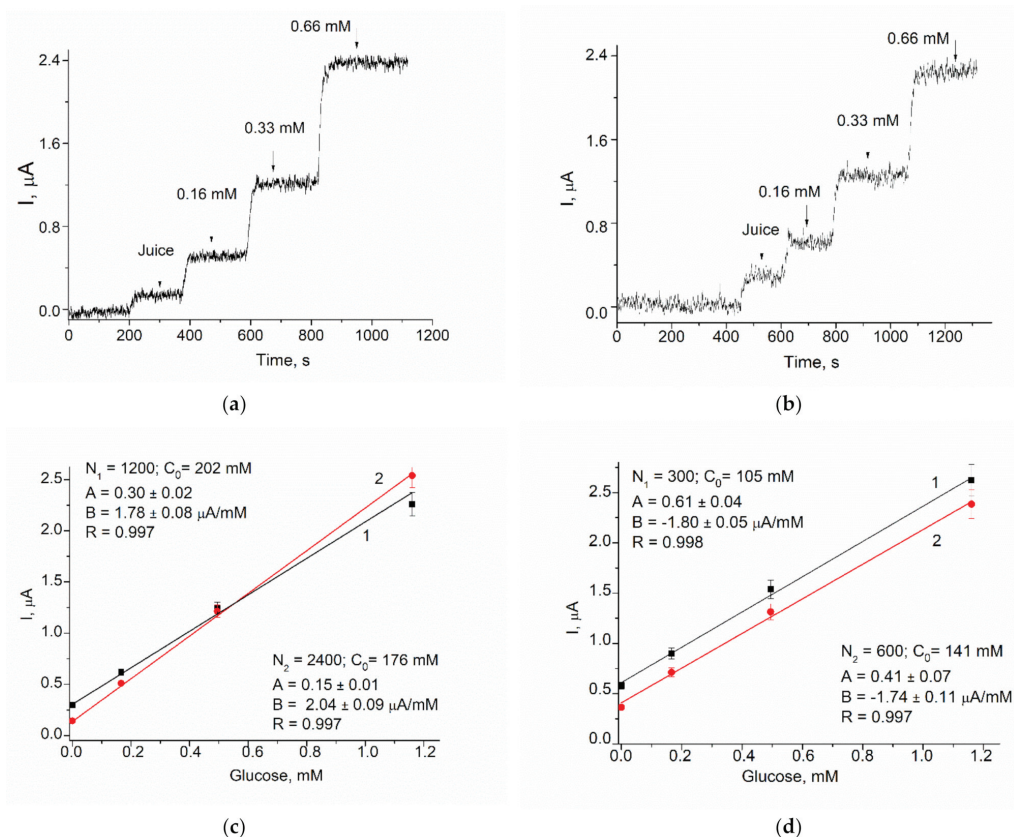 0.66 mM
2.4
0.33 mM
1.6
I, μA
0.16 mM
0.8
Juice
0.0
0 200 400 600 800 1000 1200
Time, s
(a)
0.66 mM
2.4
0.33 mM
1.6
I, μA
0.16 mM
0.8
Juice
0.0
0 200 400 600 800 1000 1200
Time, s
(b)
N1 = 1200; C0= 202 mM
A = 0.30 ± 0.02
B = 1.78 ± 0.08 μA/mM
R = 0.997
2
1
2.5
2.0
1.5
1.0
0.5
0.0
I, μA
N2 = 2400; C0= 176 mM
A = 0.15 ± 0.01
B = 2.04 ± 0.09 μA/mM
R = 0.997
0.0 0.2 0.4 0.6 0.8 1.0 1.2
Glucose, mM
(c)
N1 = 300; C0= 105 mM
A = 0.61 ± 0.04
B = -1.80 ± 0.05 μA/mM
R = 0.998
1
2
2.5
2.0
1.5
1.0
0.5
0.0
I, μA
N2 = 600; C0= 141 mM
A = 0.41 ± 0.07
B = -1.74 ± 0.11 μA/mM
R = 0.997
0.0 0.2 0.4 0.6 0.8 1.0 1.2
Glucose, mM
(d)